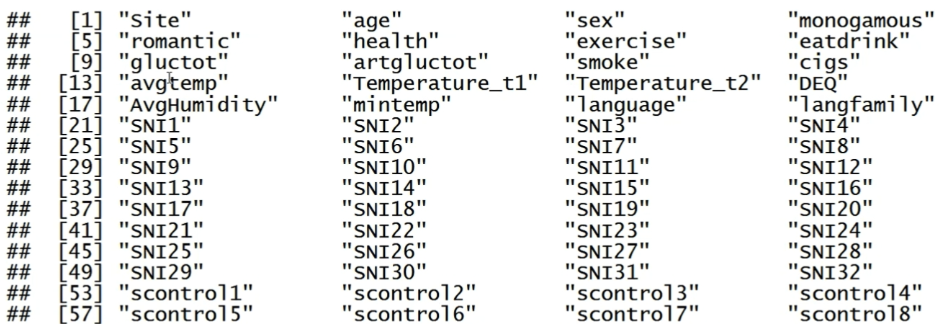 ##    [1] "Site"            "age"             "sex"             "monogamous"
##    [5] "romantic"        "health"          "exercise"        "eatdrink"
##    [9] "gluctot"         "artgluctot"      "smoke"           "cigs"
##   [13] "avgtemp"         "Temperature_t1"  "Temperature_t2"  "DEQ"
##   [17] "AvgHumidity"     "mintemp"         "language"        "langfamily"
##   [21] "SNI1"            "SNI2"            "SNI3"            "SNI4"
##   [25] "SNI5"            "SNI6"            "SNI7"            "SNI8"
##   [29] "SNI9"            "SNI10"           "SNI11"           "SNI12"
##   [33] "SNI13"           "SNI14"           "SNI15"           "SNI16"
##   [37] "SNI17"           "SNI18"           "SNI19"           "SNI20"
##   [41] "SNI21"           "SNI22"           "SNI23"           "SNI24"
##   [45] "SNI25"           "SNI26"           "SNI27"           "SNI28"
##   [49] "SNI29"           "SNI30"           "SNI31"           "SNI32"
##   [53] "scontrol1"       "scontrol2"       "scontrol3"       "scontrol4"
##   [57] "scontrol5"       "scontrol6"       "scontrol7"       "scontrol8"